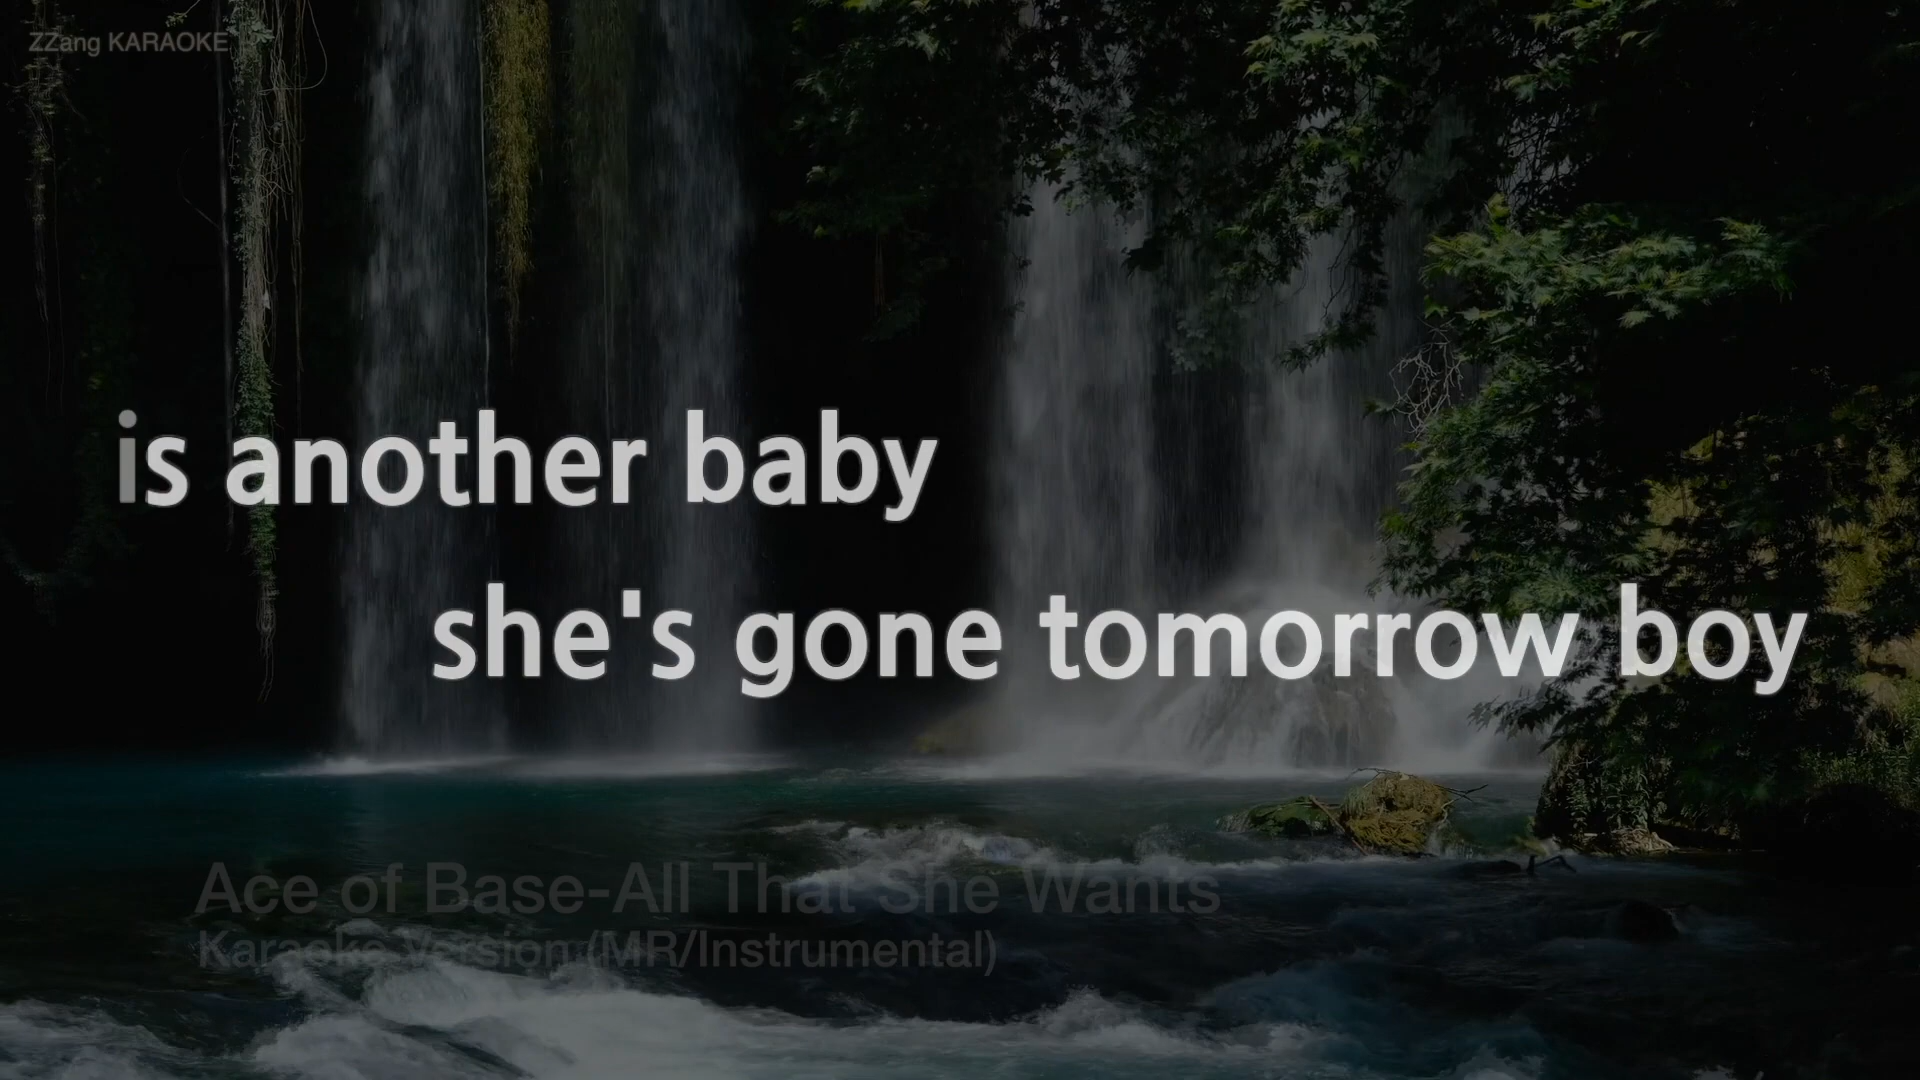 ZZang KARAOKE
is another baby
she's gone tomorrow boy
Ace of Base-All That She Wants
Karaoke Version (MR/Instrumental)